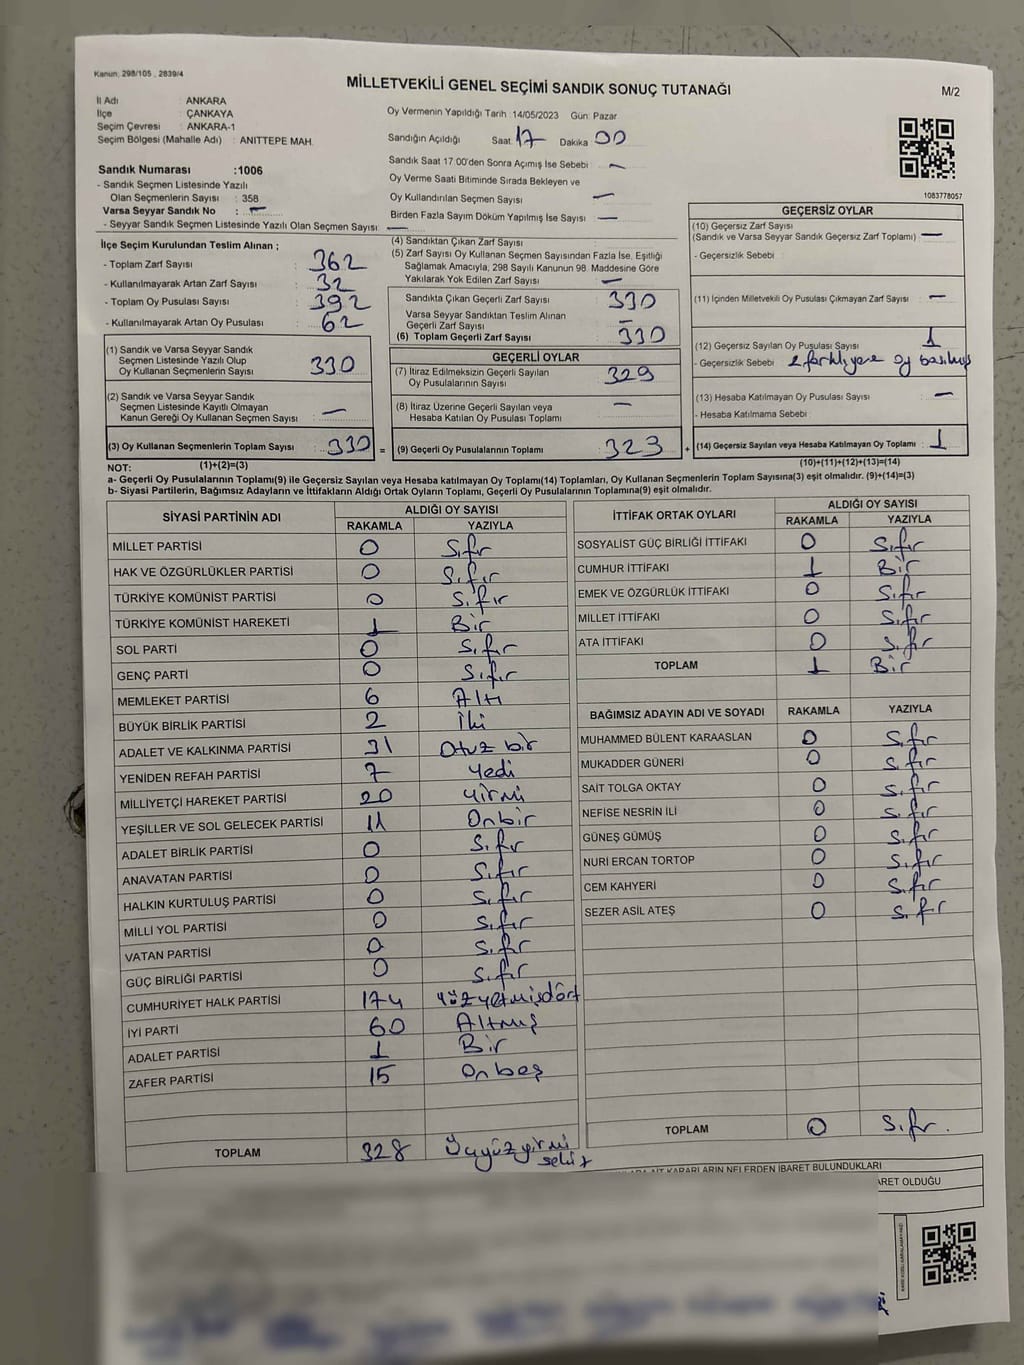 Kanun, 298/105 , 2839/4
MİLLETVEKİLİ GENEL SEÇİMİ SANDIK SONUÇ TUTANAĞI
M/2
İl Adı : ANKARA
İlçe : ÇANKAYA
Seçim Çevresi : ANKARA-1
Seçim Bölgesi (Mahalle Adı) : ANITTEPE MAH.
Oy Vermenin Yapıldığı Tarih :14/05/2023 Gün: Pazar
Sandığın Açıldığı Saat 17 Dakika 00
Sandık Saat 17:00'den Sonra Açımış İse Sebebi : —
Oy Verme Saati Bitiminde Sırada Bekleyen ve
Oy Kullandırılan Seçmen Sayısı : —
Birden Fazla Sayım Döküm Yapılmış İse Sayısı : —
1083778057
Sandık Numarası :1006
- Sandık Seçmen Listesinde Yazılı
Olan Seçmenlerin Sayısı : 358
Varsa Seyyar Sandık No : —
- Seyyar Sandık Seçmen Listesinde Yazılı Olan Seçmen Sayısı: —
İlçe Seçim Kurulundan Teslim Alınan ;
- Toplam Zarf Sayısı : 362
- Kullanılmayarak Artan Zarf Sayısı : 32
- Toplam Oy Pusulası Sayısı : 392
- Kullanılmayarak Artan Oy Pusulası : 62
(1) Sandık ve Varsa Seyyar Sandık
Seçmen Listesinde Yazılı Olup
Oy Kullanan Seçmenlerin Sayısı : 330
(2) Sandık ve Varsa Seyyar Sandık
Seçmen Listesinde Kayıtlı Olmayan
Kanun Gereği Oy Kullanan Seçmen Sayısı : —
(3) Oy Kullanan Seçmenlerin Toplam Sayısı : 330 =
(4) Sandıktan Çıkan Zarf Sayısı
(5) Zarf Sayısı Oy Kullanan Seçmen Sayısından Fazla İse, Eşitliği
Sağlamak Amacıyla, 298 Sayılı Kanunun 98. Maddesine Göre
Yakılarak Yok Edilen Zarf Sayısı : —
Sandıkta Çıkan Geçerli Zarf Sayısı : 330
Varsa Seyyar Sandıktan Teslim Alınan
Geçerli Zarf Sayısı : —
(6) Toplam Geçerli Zarf Sayısı : 330
GEÇERLİ OYLAR
(7) İtiraz Edilmeksizin Geçerli Sayılan
Oy Pusulalarının Sayısı : 329
(8) İtiraz Üzerine Geçerli Sayılan veya
Hesaba Katılan Oy Pusulası Toplamı : —
(9) Geçerli Oy Pusulalarının Toplamı : 323 +
GEÇERSİZ OYLAR
(10) Geçersiz Zarf Sayısı
(Sandık ve Varsa Seyyar Sandık Geçersiz Zarf Toplamı) : —
- Geçersizlik Sebebi
(11) İçinden Milletvekili Oy Pusulası Çıkmayan Zarf Sayısı : —
(12) Geçersiz Sayılan Oy Pusulası Sayısı : 1
- Geçersizlik Sebebi 2 farklı yere oy basılmış
(13) Hesaba Katılmayan Oy Pusulası Sayısı : —
- Hesaba Katılmama Sebebi
(14) Geçersiz Sayılan veya Hesaba Katılmayan Oy Toplamı : 1
NOT: (1)+(2)=(3) (10)+(11)+(12)+(13)=(14)
a- Geçerli Oy Pusulalarının Toplamı(9) ile Geçersiz Sayılan veya Hesaba katılmayan Oy Toplamı(14) Toplamları, Oy Kullanan Seçmenlerin Toplam Sayısına(3) eşit olmalıdır. (9)+(14)=(3)
b- Siyasi Partilerin, Bağımsız Adayların ve İttifakların Aldığı Ortak Oyların Toplamı, Geçerli Oy Pusulalarının Toplamına(9) eşit olmalıdır.
SİYASİ PARTİNİN ADI ALDIĞI OY SAYISI
RAKAMLA YAZIYLA
MİLLET PARTİSİ 0 Sıfır
HAK VE ÖZGÜRLÜKLER PARTİSİ 0 Sıfır
TÜRKİYE KOMÜNİST PARTİSİ 0 Sıfır
TÜRKİYE KOMÜNİST HAREKETİ 1 Bir
SOL PARTİ 0 Sıfır
GENÇ PARTİ 0 Sıfır
MEMLEKET PARTİSİ 6 Altı
BÜYÜK BİRLİK PARTİSİ 2 İki
ADALET VE KALKINMA PARTİSİ 31 Otuz bir
YENİDEN REFAH PARTİSİ 7 Yedi
MİLLİYETÇİ HAREKET PARTİSİ 20 Yirmi
YEŞİLLER VE SOL GELECEK PARTİSİ 11 Onbir
ADALET BİRLİK PARTİSİ 0 Sıfır
ANAVATAN PARTİSİ 0 Sıfır
HALKIN KURTULUŞ PARTİSİ 0 Sıfır
MİLLİ YOL PARTİSİ 0 Sıfır
VATAN PARTİSİ 0 Sıfır
GÜÇ BİRLİĞİ PARTİSİ 0 Sıfır
CUMHURİYET HALK PARTİSİ 174 Yüzyetmişdört
İYİ PARTİ 60 Altmış
ADALET PARTİSİ 1 Bir
ZAFER PARTİSİ 15 Onbeş
TOPLAM 328 Üçyüzyirmi
sekiz
İTTİFAK ORTAK OYLARI ALDIĞI OY SAYISI
RAKAMLA YAZIYLA
SOSYALİST GÜÇ BİRLİĞİ İTTİFAKI 0 Sıfır
CUMHUR İTTİFAKI 1 Bir
EMEK VE ÖZGÜRLÜK İTTİFAKI 0 Sıfır
MİLLET İTTİFAKI 0 Sıfır
ATA İTTİFAKI 0 Sıfır
TOPLAM 1 Bir
BAĞIMSIZ ADAYIN ADI VE SOYADI RAKAMLA YAZIYLA
MUHAMMED BÜLENT KARAASLAN 0 Sıfır
MUKADDER GÜNERİ 0 Sıfır
SAİT TOLGA OKTAY 0 Sıfır
NEFİSE NESRİN İLİ 0 Sıfır
GÜNEŞ GÜMÜŞ 0 Sıfır
NURİ ERCAN TORTOP 0 Sıfır
CEM KAHYERİ 0 Sıfır
SEZER ASİL ATEŞ 0 Sıfır
TOPLAM 0 Sıfır.
KARARLARIN NELERDEN İBARET BULUNDUKLARI
OLDUĞU